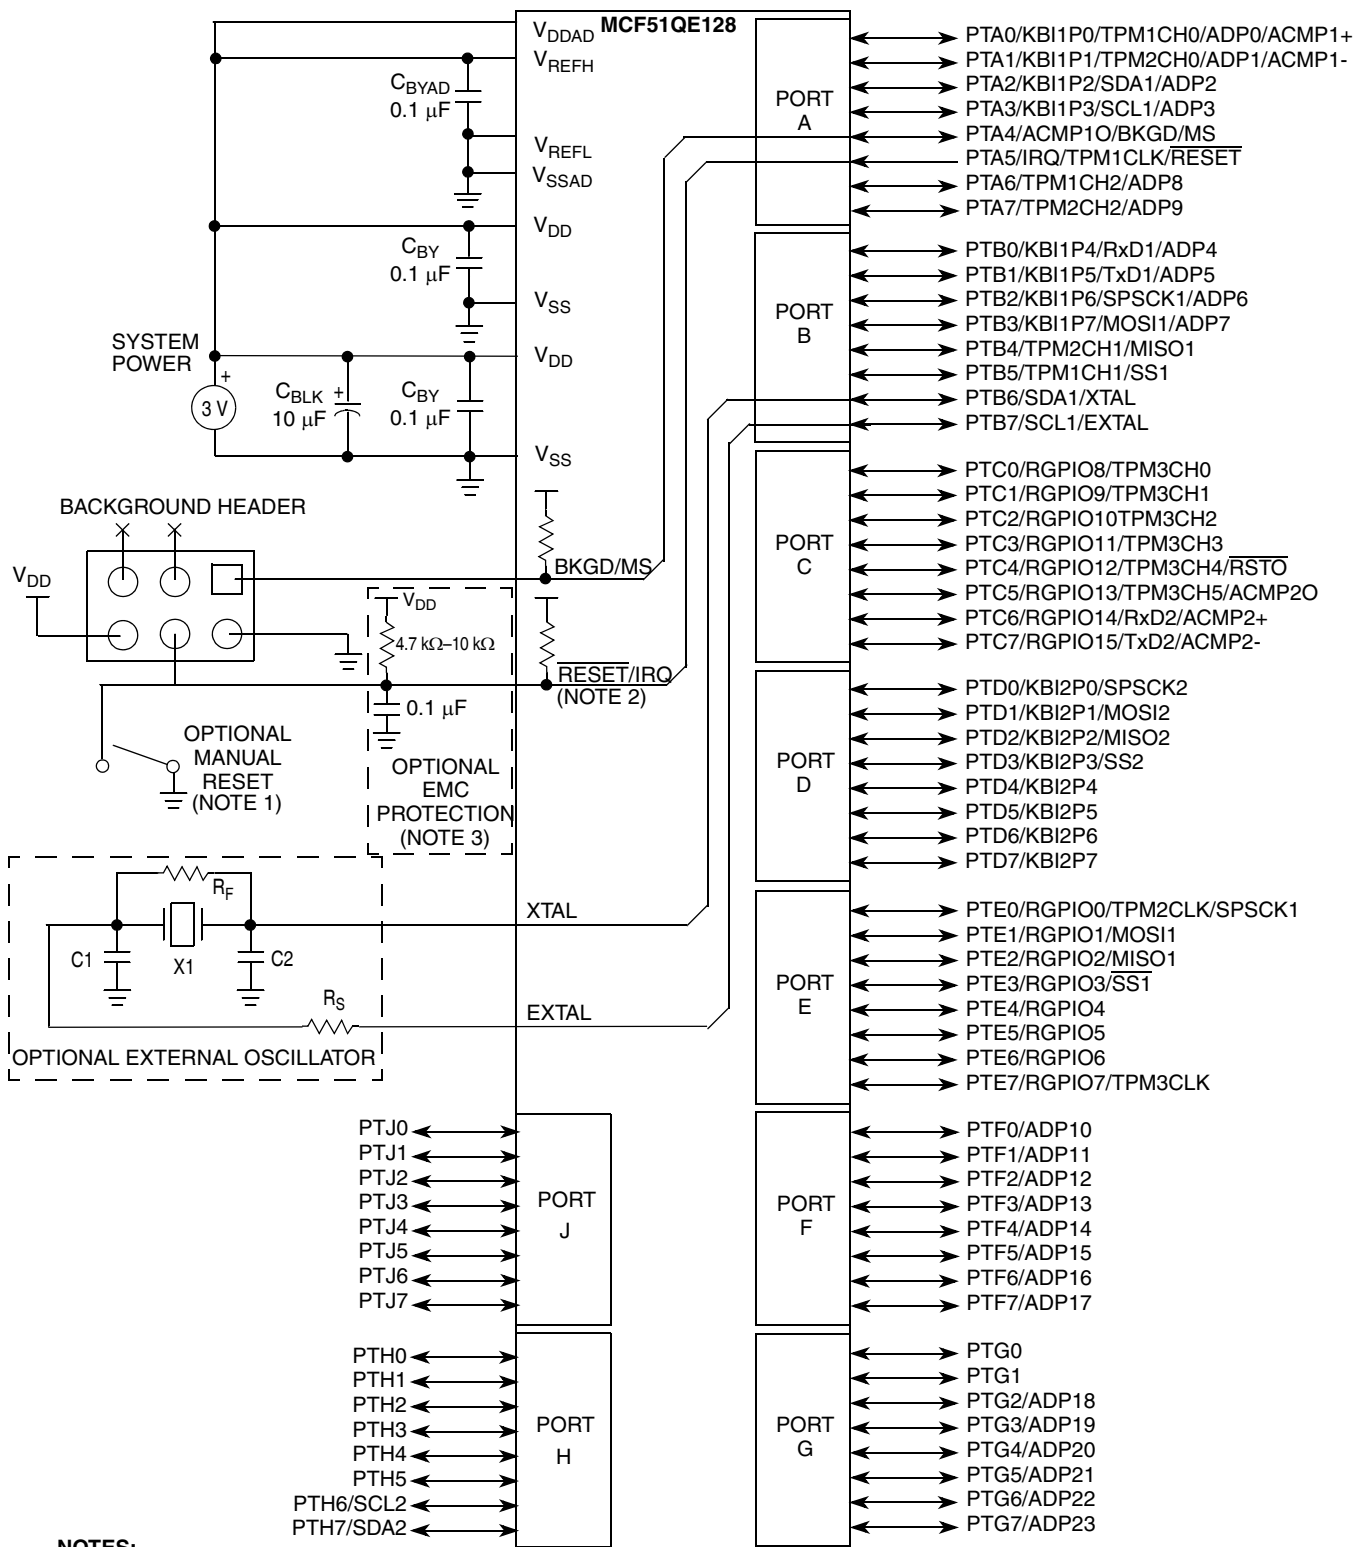 MCF51QE128
VDDAD
VREFH
CBYAD
0.1 μF
VREFL
VSSAD
VDD
CBY
0.1 μF
VSS
SYSTEM
POWER
+
3 V
VDD
CBLK
10 μF
+
CBY
0.1 μF
VSS
BACKGROUND HEADER
VDD
BKGD/MS
VDD
4.7 kΩ–10 kΩ
0.1 μF
RESET/IRQ
(NOTE 2)
OPTIONAL
MANUAL
RESET
(NOTE 1)
OPTIONAL
EMC
PROTECTION
(NOTE 3)
RF
C1
X1
C2
RS
XTAL
EXTAL
OPTIONAL EXTERNAL OSCILLATOR
PORT
A
PTA0/KBI1P0/TPM1CH0/ADP0/ACMP1+
PTA1/KBI1P1/TPM2CH0/ADP1/ACMP1-
PTA2/KBI1P2/SDA1/ADP2
PTA3/KBI1P3/SCL1/ADP3
PTA4/ACMP1O/BKGD/MS
PTA5/IRQ/TPM1CLK/RESET
PTA6/TPM1CH2/ADP8
PTA7/TPM2CH2/ADP9
PORT
B
PTB0/KBI1P4/RxD1/ADP4
PTB1/KBI1P5/TxD1/ADP5
PTB2/KBI1P6/SPSCK1/ADP6
PTB3/KBI1P7/MOSI1/ADP7
PTB4/TPM2CH1/MISO1
PTB5/TPM1CH1/SS1
PTB6/SDA1/XTAL
PTB7/SCL1/EXTAL
PORT
C
PTC0/RGPIO8/TPM3CH0
PTC1/RGPIO9/TPM3CH1
PTC2/RGPIO10TPM3CH2
PTC3/RGPIO11/TPM3CH3
PTC4/RGPIO12/TPM3CH4/RSTO
PTC5/RGPIO13/TPM3CH5/ACMP2O
PTC6/RGPIO14/RxD2/ACMP2+
PTC7/RGPIO15/TxD2/ACMP2-
PORT
D
PTD0/KBI2P0/SPSCK2
PTD1/KBI2P1/MOSI2
PTD2/KBI2P2/MISO2
PTD3/KBI2P3/SS2
PTD4/KBI2P4
PTD5/KBI2P5
PTD6/KBI2P6
PTD7/KBI2P7
PORT
E
PTE0/RGPIO0/TPM2CLK/SPSCK1
PTE1/RGPIO1/MOSI1
PTE2/RGPIO2/MISO1
PTE3/RGPIO3/SS1
PTE4/RGPIO4
PTE5/RGPIO5
PTE6/RGPIO6
PTE7/RGPIO7/TPM3CLK
PTJ0
PTJ1
PTJ2
PTJ3
PTJ4
PTJ5
PTJ6
PTJ7
PORT
J
PORT
F
PTF0/ADP10
PTF1/ADP11
PTF2/ADP12
PTF3/ADP13
PTF4/ADP14
PTF5/ADP15
PTF6/ADP16
PTF7/ADP17
PTH0
PTH1
PTH2
PTH3
PTH4
PTH5
PTH6/SCL2
PTH7/SDA2
PORT
H
PORT
G
PTG0
PTG1
PTG2/ADP18
PTG3/ADP19
PTG4/ADP20
PTG5/ADP21
PTG6/ADP22
PTG7/ADP23
NOTES: